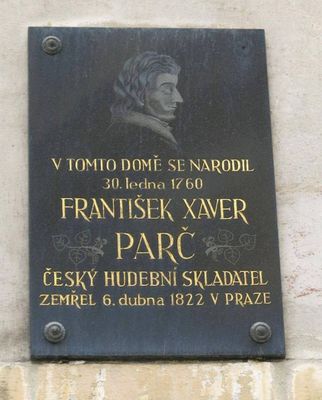 V TOMTO DOMĚ SE NARODIL
30. ledna 1760
FRANTIŠEK XAVER
PARČ
ČESKÝ HUDEBNÍ SKLADATEL
ZEMŘEL 6. dubna 1822 V PRAZE